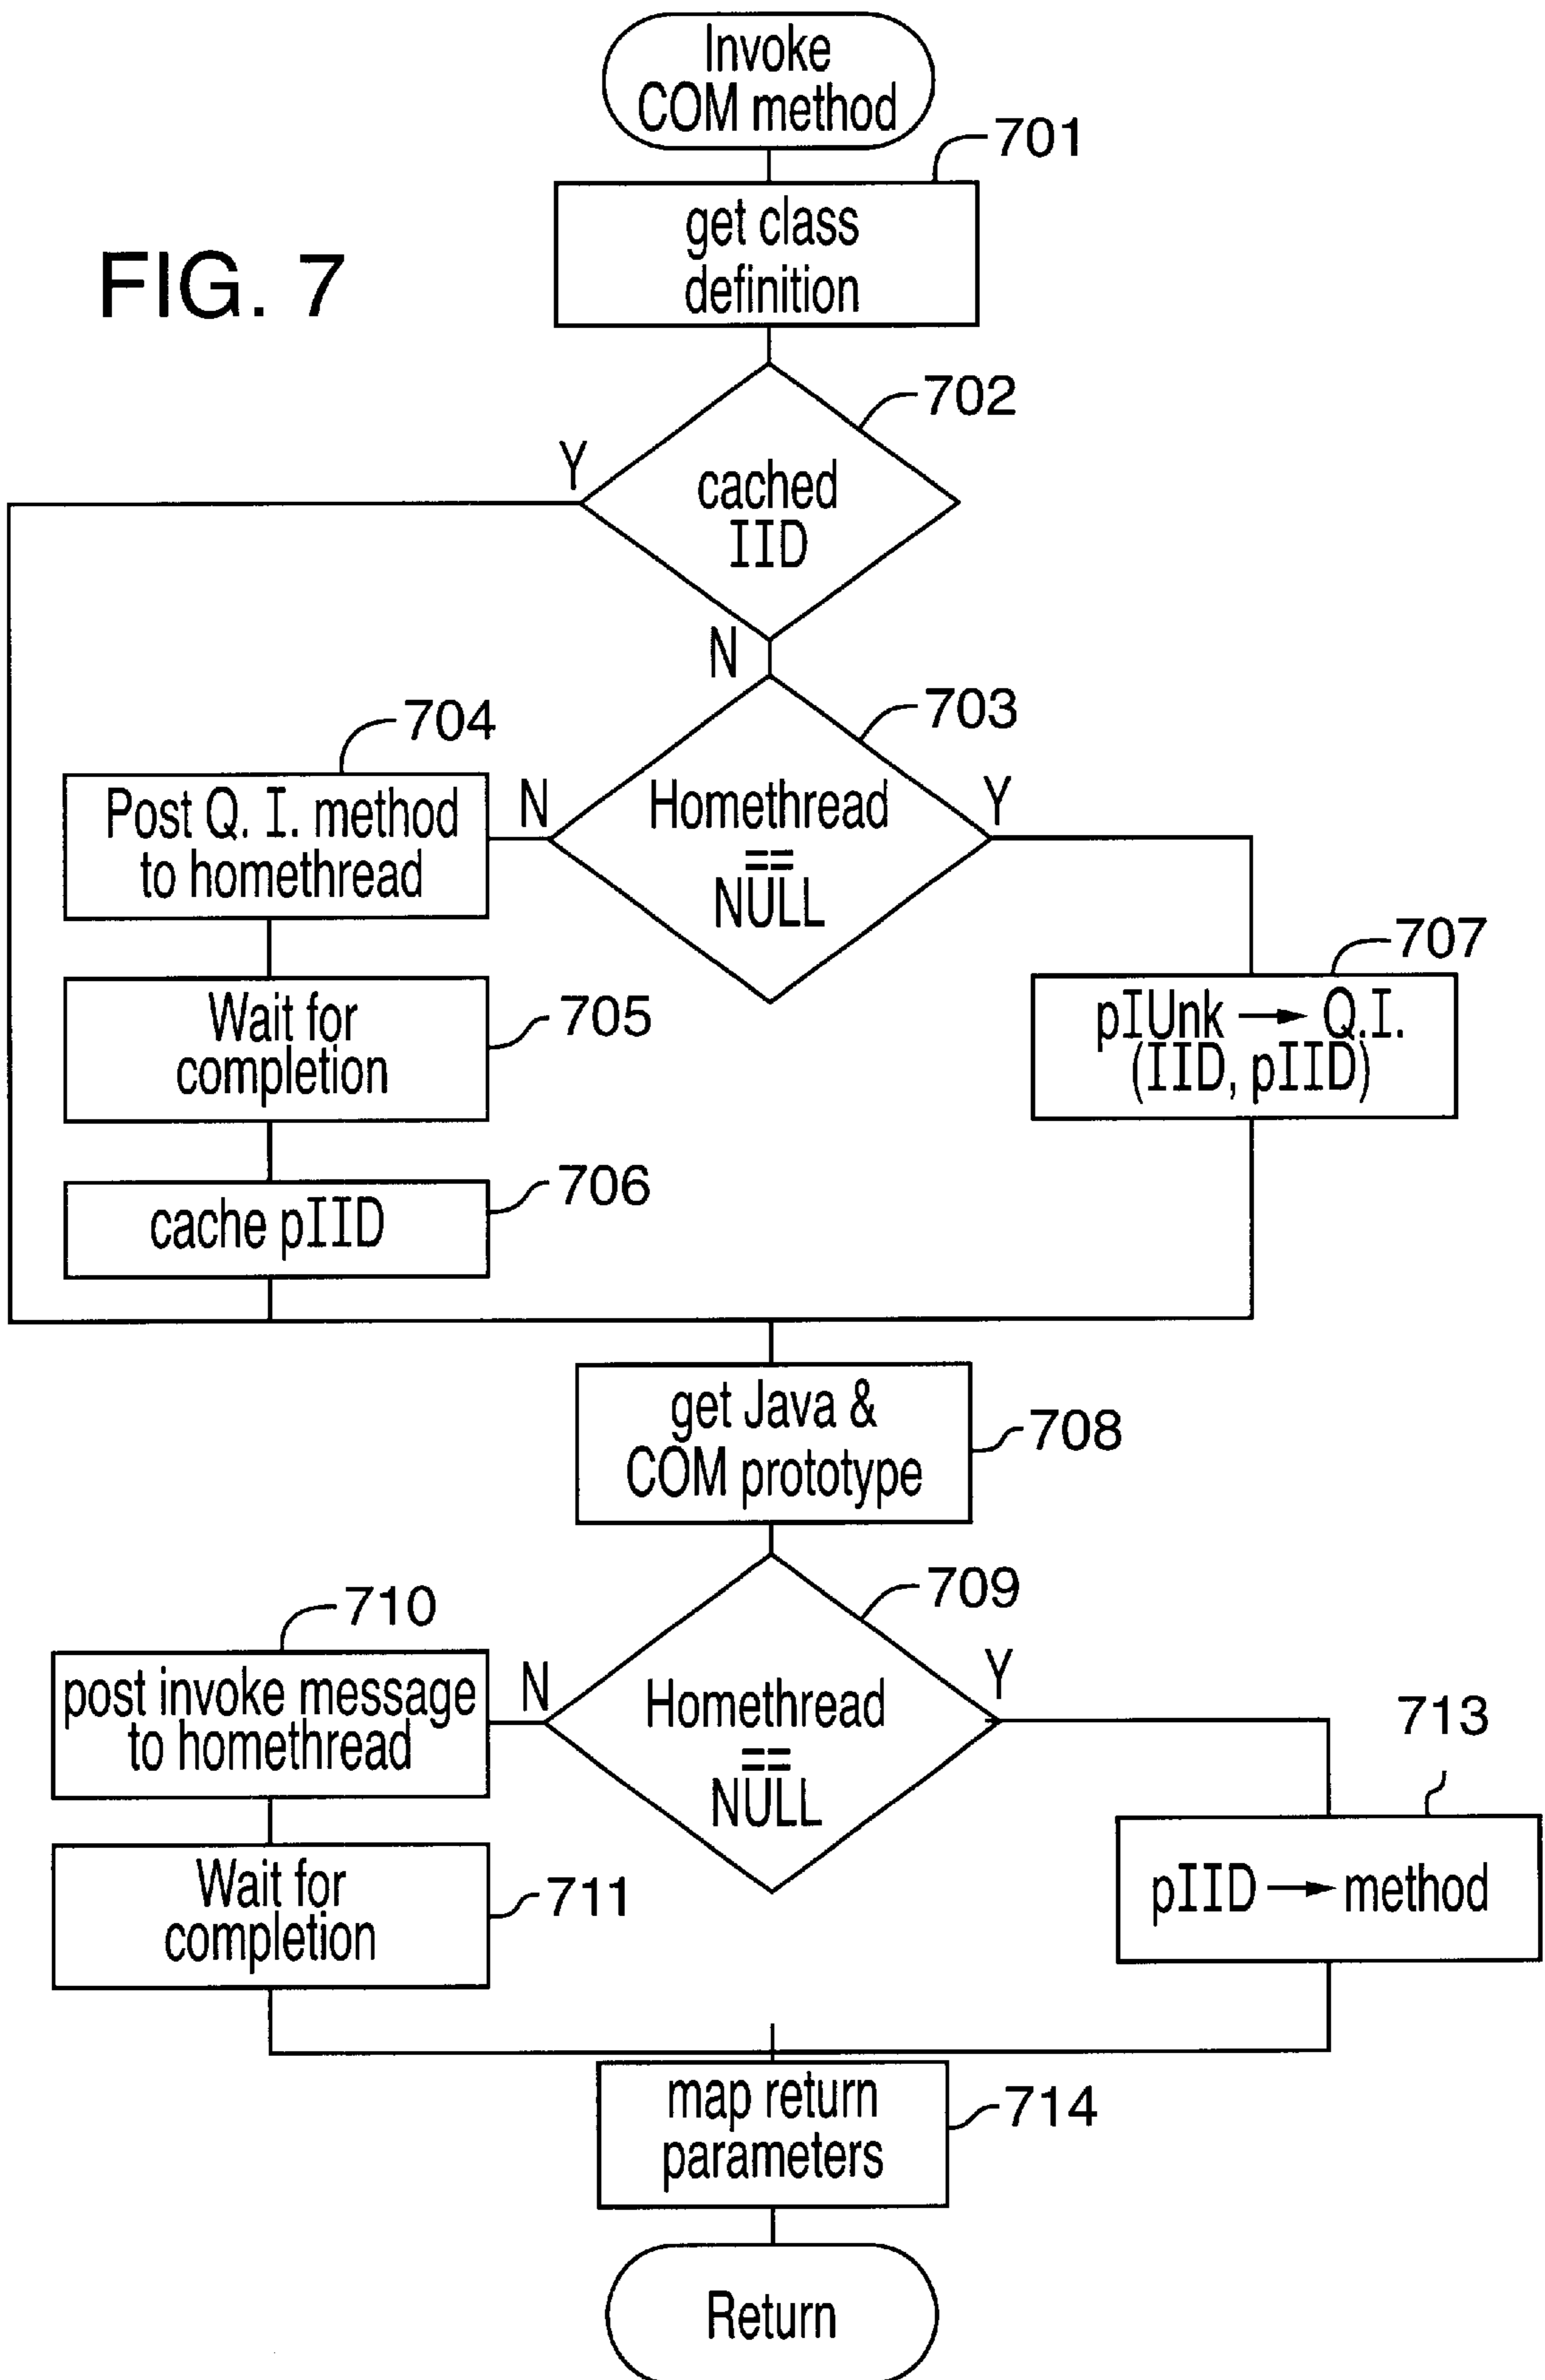 Invoke
COM method
701
get class
definition
FIG. 7
702
Y
cached
IID
N
703
704
Post Q. I. method
to homethread
N
Homethread
==
NULL
Y
707
pIUnk → Q.I.
(IID, pIID)
Wait for
completion
705
cache pIID
706
get Java &
COM prototype
708
709
710
post invoke message
to homethread
N
Homethread
==
NULL
Y
713
pIID → method
Wait for
completion
711
map return
parameters
714
Return